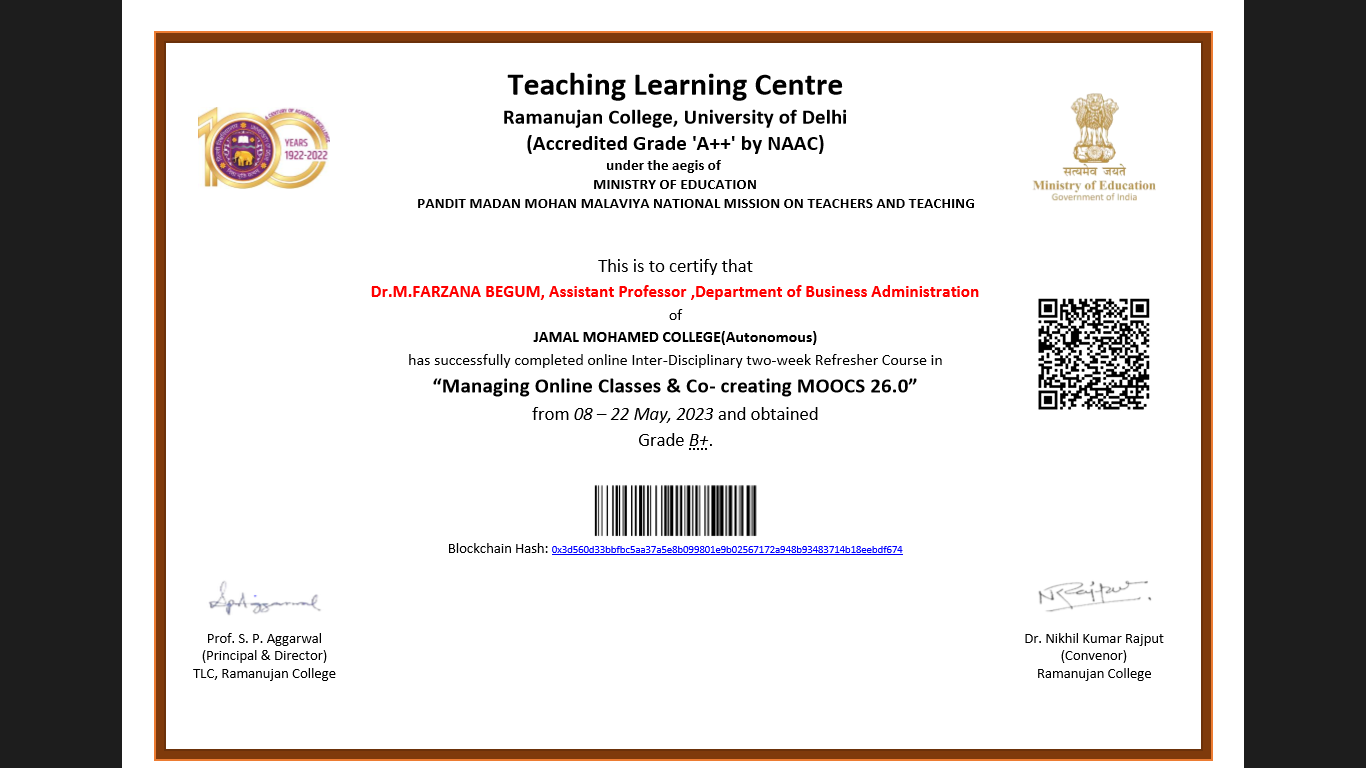 Teaching Learning Centre
Ramanujan College, University of Delhi
(Accredited Grade 'A++' by NAAC)
under the aegis of
MINISTRY OF EDUCATION
PANDIT MADAN MOHAN MALAVIYA NATIONAL MISSION ON TEACHERS AND TEACHING
A CENTURY OF ACADEMIC EXCELLENCE
100
YEARS
1922-2022
सत्यमेव जयते
Ministry of Education
Government of India
This is to certify that
Dr.M.FARZANA BEGUM, Assistant Professor ,Department of Business Administration
of
JAMAL MOHAMED COLLEGE(Autonomous)
has successfully completed online Inter-Disciplinary two-week Refresher Course in
“Managing Online Classes & Co- creating MOOCS 26.0”
from 08 – 22 May, 2023 and obtained
Grade B+.
Blockchain Hash: 0x3d560d33bbfbc5aa37a5e8b099801e9b02567172a948b93483714b18eebdf674
Prof. S. P. Aggarwal
(Principal & Director)
TLC, Ramanujan College
Dr. Nikhil Kumar Rajput
(Convenor)
Ramanujan College